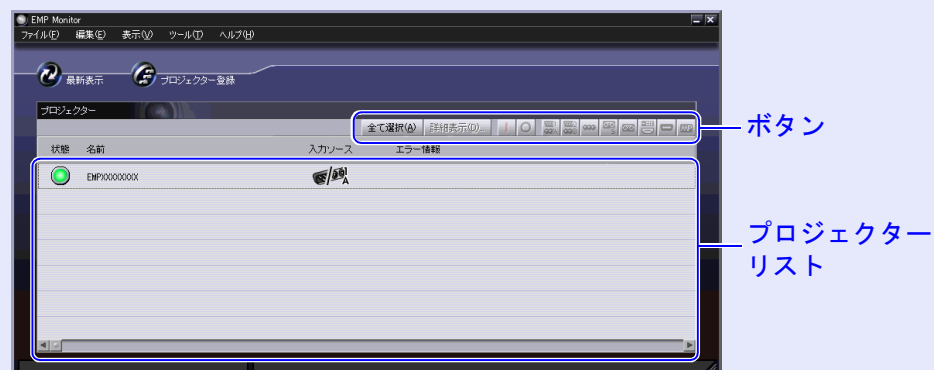 EMP Monitor
ファイル(F) 編集(E) 表示(V) ツール(T) ヘルプ(H)
最新表示 プロジェクター登録
プロジェクター
全て選択(A) 詳細表示(D)...
ボタン
状態 名前 入力ソース エラー情報
EMPXXXXXXXX
プロジェクター
リスト